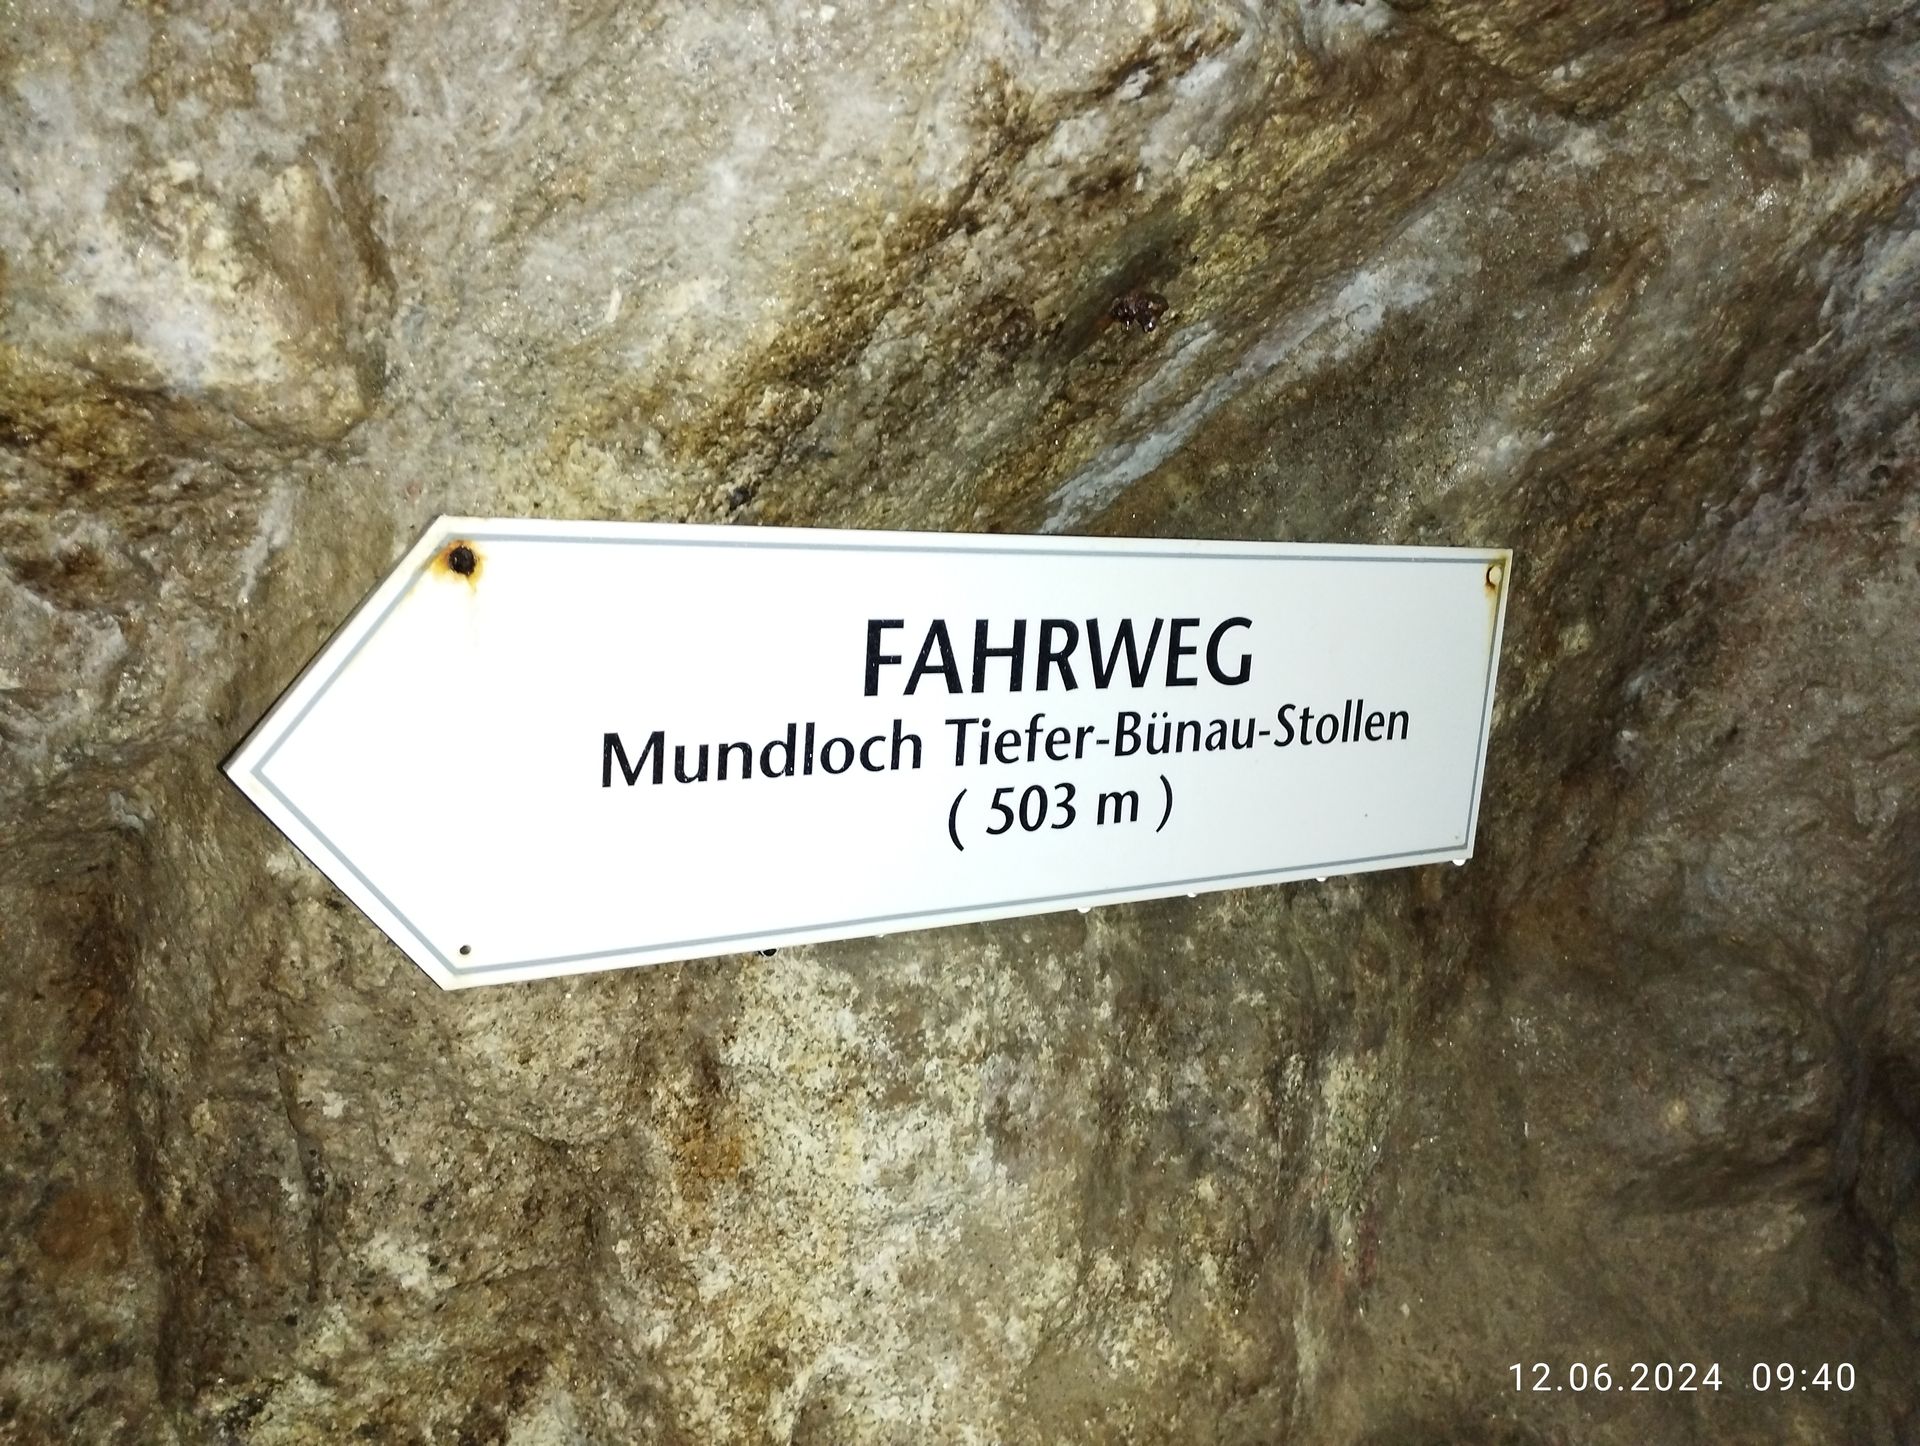 FAHRWEG
Mundloch Tiefer-Bünau-Stollen
( 503 m )
12.06.2024 09:40